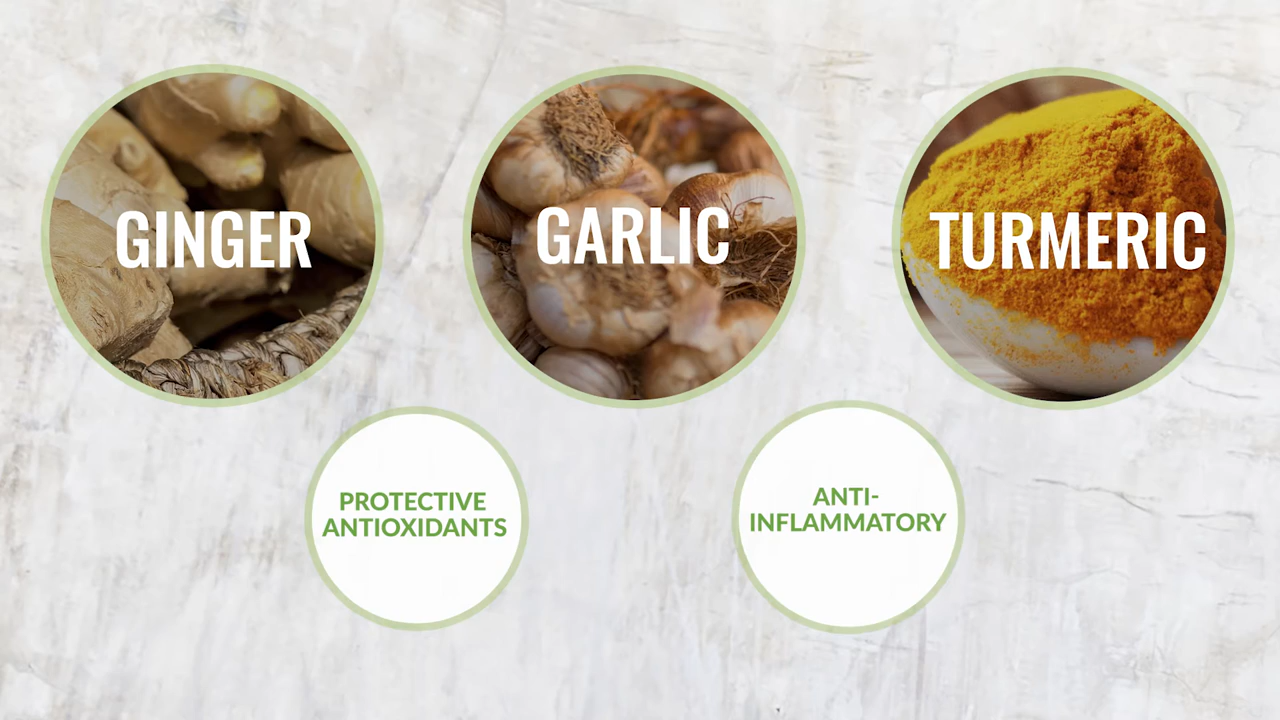 GINGER
GARLIC
TURMERIC
PROTECTIVE
ANTIOXIDANTS
ANTI-
INFLAMMATORY